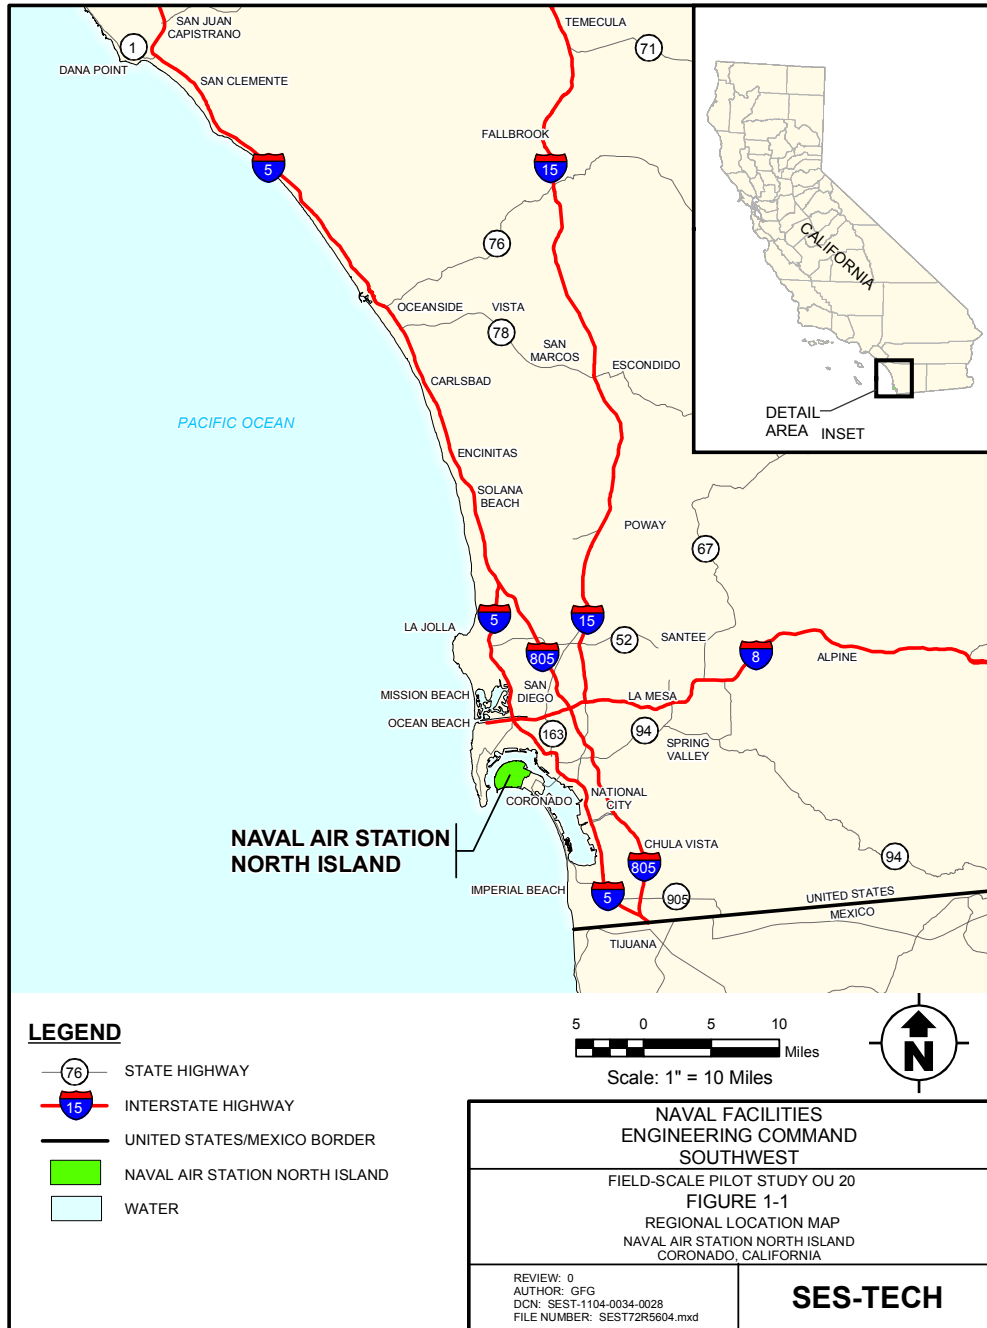 SAN JUAN
CAPISTRANO
1
DANA POINT
SAN CLEMENTE
5
TEMECULA
71
FALLBROOK
15
76
OCEANSIDE
VISTA
78
SAN
MARCOS
ESCONDIDO
CARLSBAD
PACIFIC OCEAN
ENCINITAS
SOLANA
BEACH
POWAY
67
CALIFORNIA
DETAIL
AREA
INSET
LA JOLLA
5
15
805
52
SANTEE
8
ALPINE
MISSION BEACH
SAN
DIEGO
LA MESA
OCEAN BEACH
163
94
SPRING
VALLEY
CORONADO
NATIONAL
CITY
NAVAL AIR STATION
NORTH ISLAND
CHULA VISTA
805
94
IMPERIAL BEACH
5
905
UNITED STATES
MEXICO
TIJUANA
LEGEND
76 STATE HIGHWAY
15 INTERSTATE HIGHWAY
UNITED STATES/MEXICO BORDER
NAVAL AIR STATION NORTH ISLAND
WATER
5 0 5 10
Miles
Scale: 1" = 10 Miles
N
NAVAL FACILITIES
ENGINEERING COMMAND
SOUTHWEST
FIELD-SCALE PILOT STUDY OU 20
FIGURE 1-1
REGIONAL LOCATION MAP
NAVAL AIR STATION NORTH ISLAND
CORONADO, CALIFORNIA
REVIEW: 0
AUTHOR: GFG
DCN: SEST-1104-0034-0028
FILE NUMBER: SEST72R5604.mxd
SES-TECH